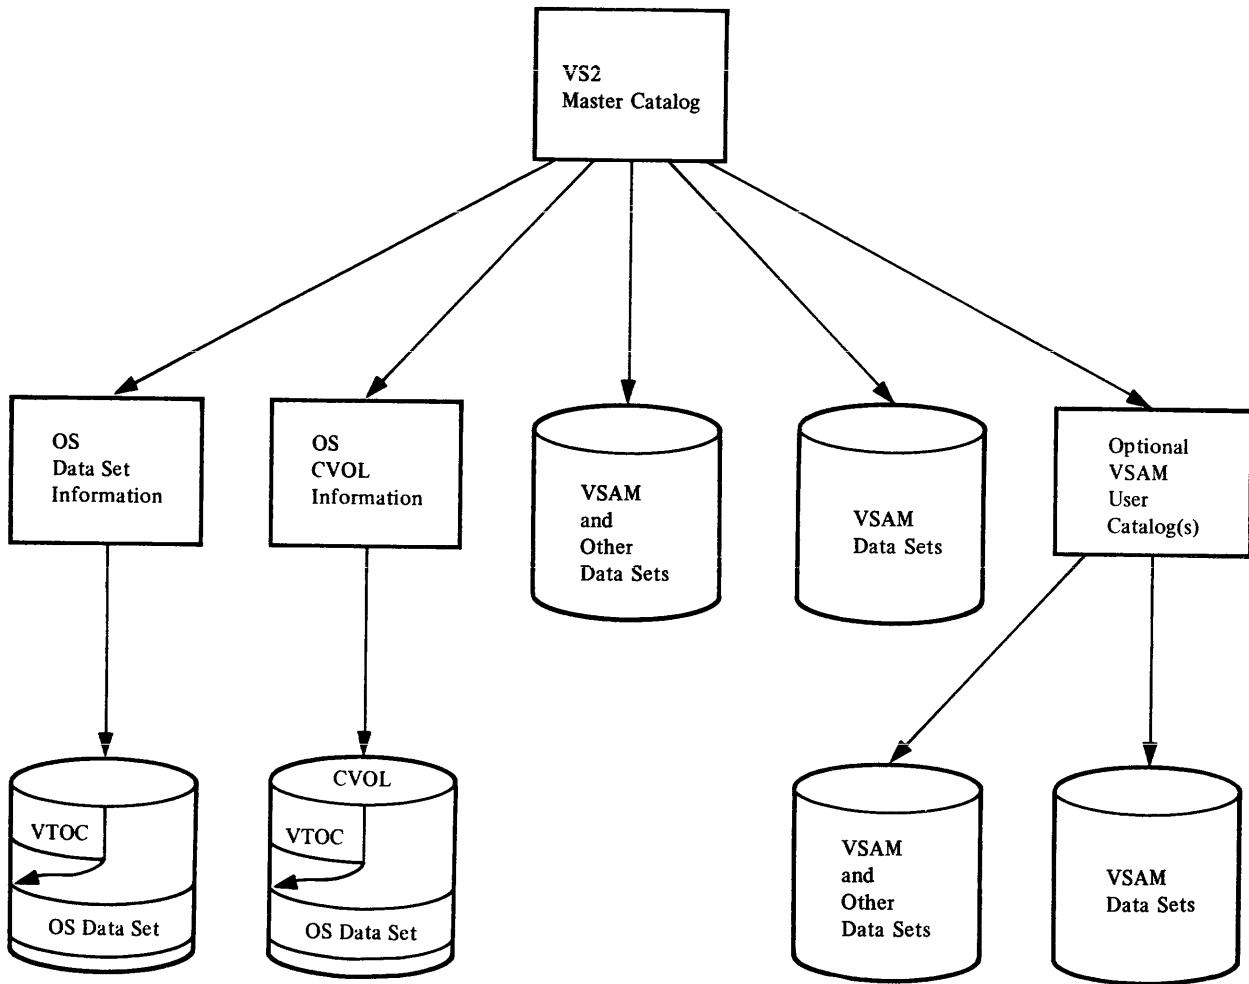 VS2
Master Catalog
OS
Data Set
Information
OS
CVOL
Information
VSAM
and
Other
Data Sets
VSAM
Data Sets
Optional
VSAM
User
Catalog(s)
VTOC
OS Data Set
CVOL
VTOC
OS Data Set
VSAM
and
Other
Data Sets
VSAM
Data Sets